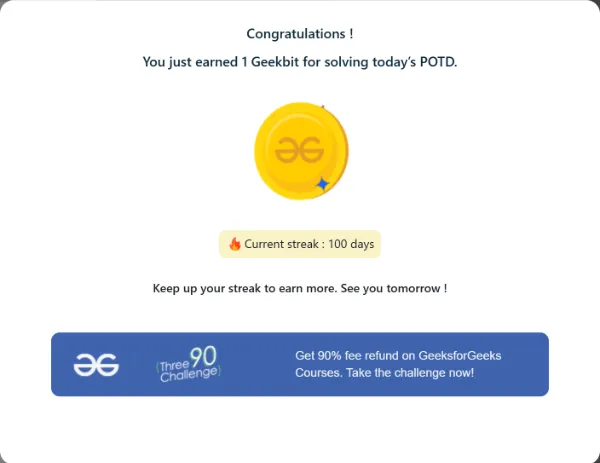 Congratulations !
You just earned 1 Geekbit for solving today's POTD.
Current streak : 100 days
Keep up your streak to earn more. See you tomorrow !
{Three 90
Challenge}
Get 90% fee refund on GeeksforGeeks
Courses. Take the challenge now!